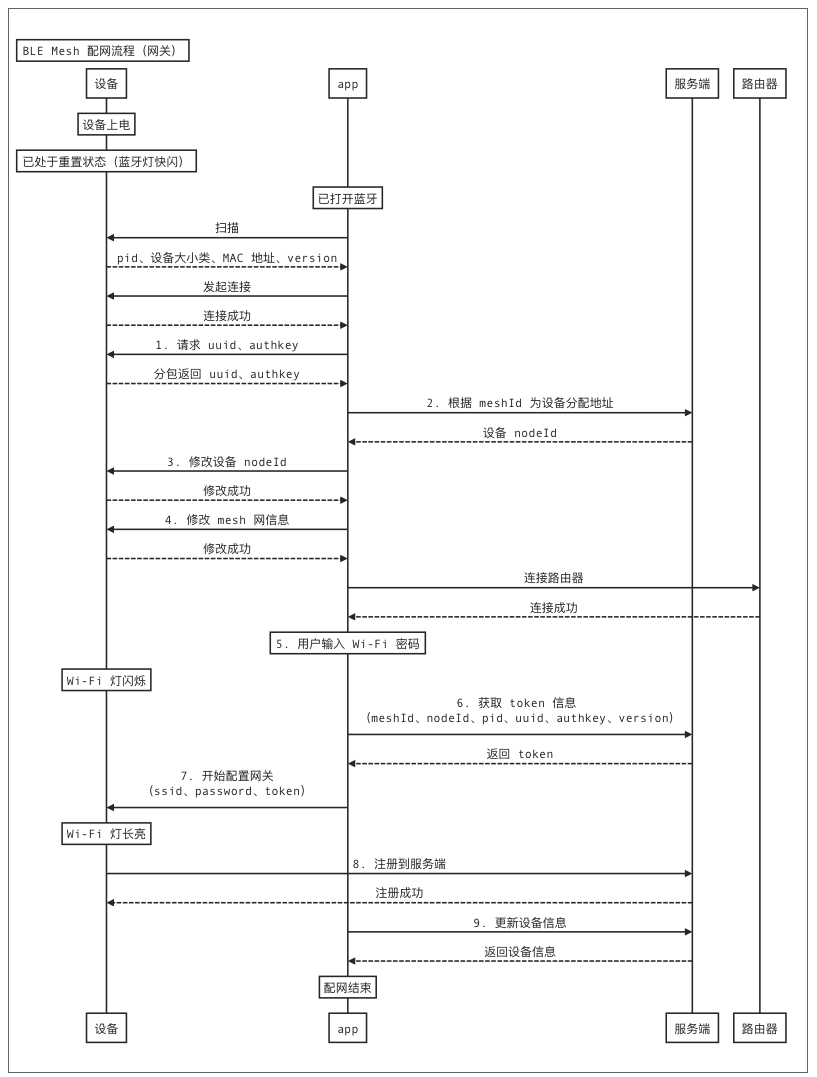 BLE Mesh 配网流程（网关）
设备
app
服务端
路由器
设备上电
已处于重置状态（蓝牙灯快闪）
已打开蓝牙
扫描
pid、设备大小类、MAC 地址、version
发起连接
连接成功
1. 请求 uuid、authkey
分包返回 uuid、authkey
2. 根据 meshId 为设备分配地址
设备 nodeId
3. 修改设备 nodeId
修改成功
4. 修改 mesh 网信息
修改成功
连接路由器
连接成功
5. 用户输入 Wi-Fi 密码
Wi-Fi 灯闪烁
6. 获取 token 信息
（meshId、nodeId、pid、uuid、authkey、version）
返回 token
7. 开始配置网关
（ssid、password、token）
Wi-Fi 灯长亮
8. 注册到服务端
注册成功
9. 更新设备信息
返回设备信息
配网结束
设备
app
服务端
路由器